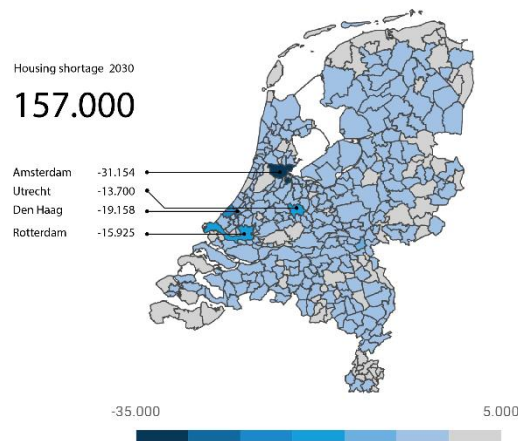 Housing shortage 2030
157.000
Amsterdam -31.154
Utrecht -13.700
Den Haag -19.158
Rotterdam -15.925
-35.000 5.000